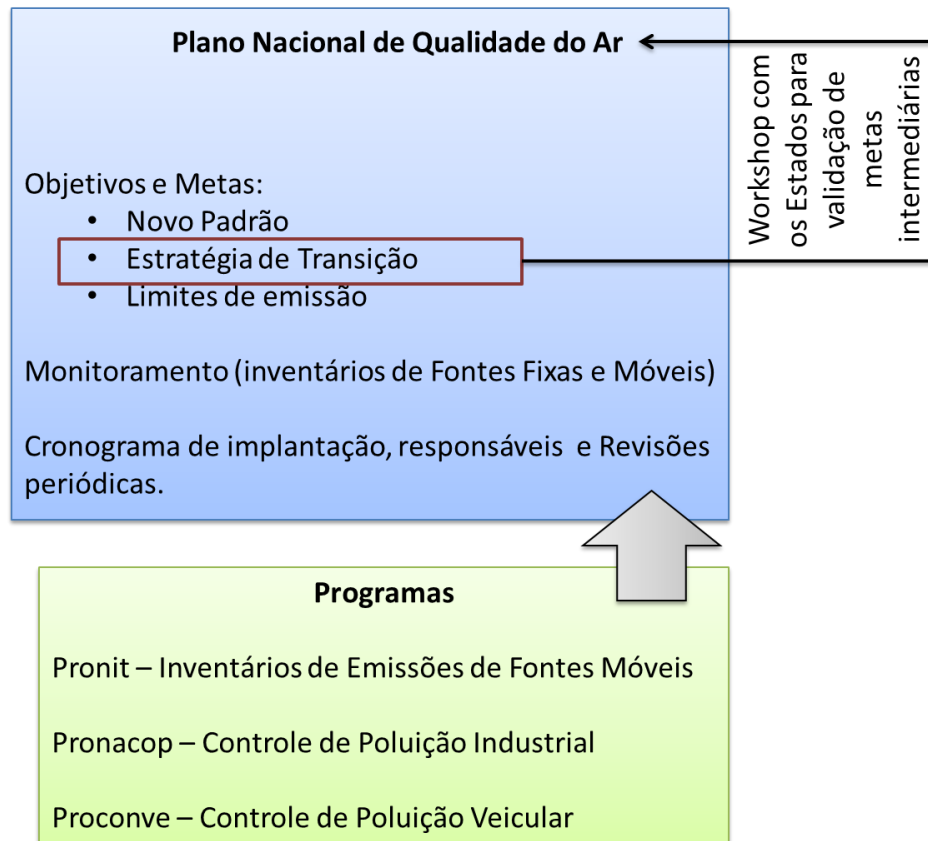 Plano Nacional de Qualidade do Ar
Objetivos e Metas:
• Novo Padrão
• Estratégia de Transição
• Limites de emissão
Monitoramento (inventários de Fontes Fixas e Móveis)
Cronograma de implantação, responsáveis e Revisões
periódicas.
Workshop com
os Estados para
validação de
metas
intermediárias
Programas
Pronit – Inventários de Emissões de Fontes Móveis
Pronacop – Controle de Poluição Industrial
Proconve – Controle de Poluição Veicular